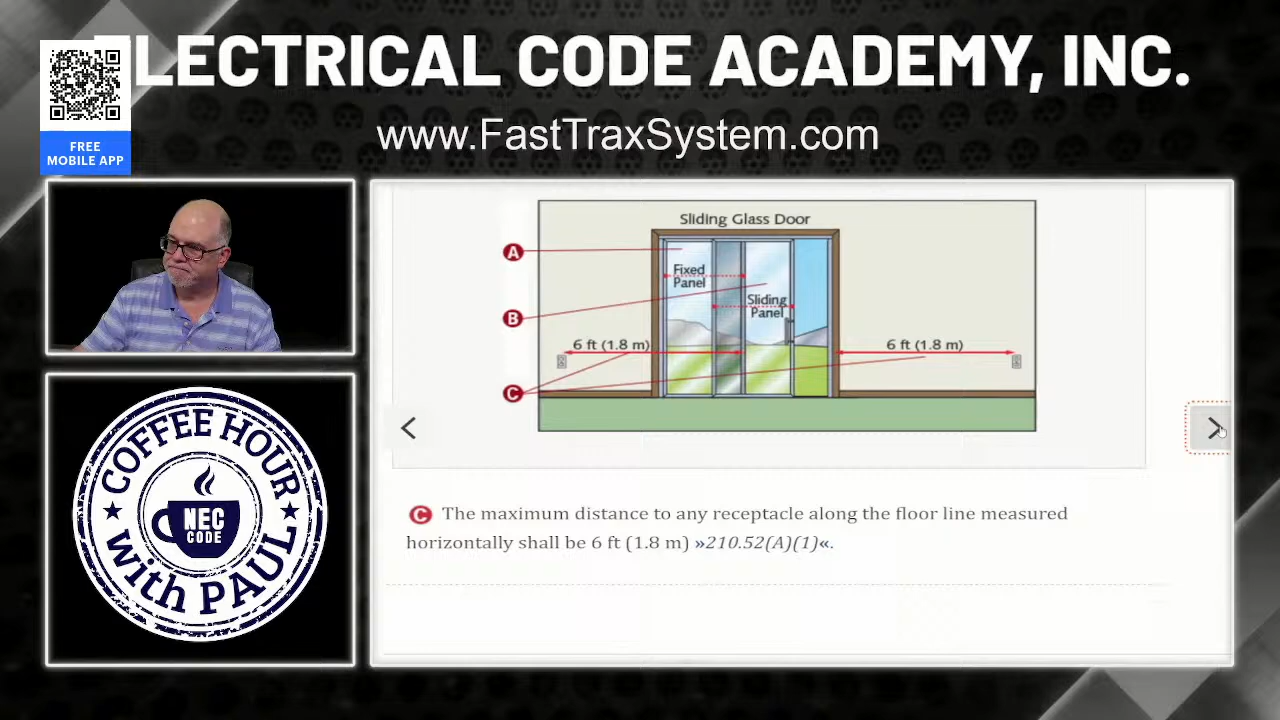 ELECTRICAL CODE ACADEMY, INC.
www.FastTraxSystem.com
FREE
MOBILE APP
Sliding Glass Door
A
Fixed
Panel
B
Sliding
Panel
6 ft (1.8 m)
6 ft (1.8 m)
C
C The maximum distance to any receptacle along the floor line measured
horizontally shall be 6 ft (1.8 m) »210.52(A)(1)«.
COFFEE HOUR
NEC
CODE
with PAUL